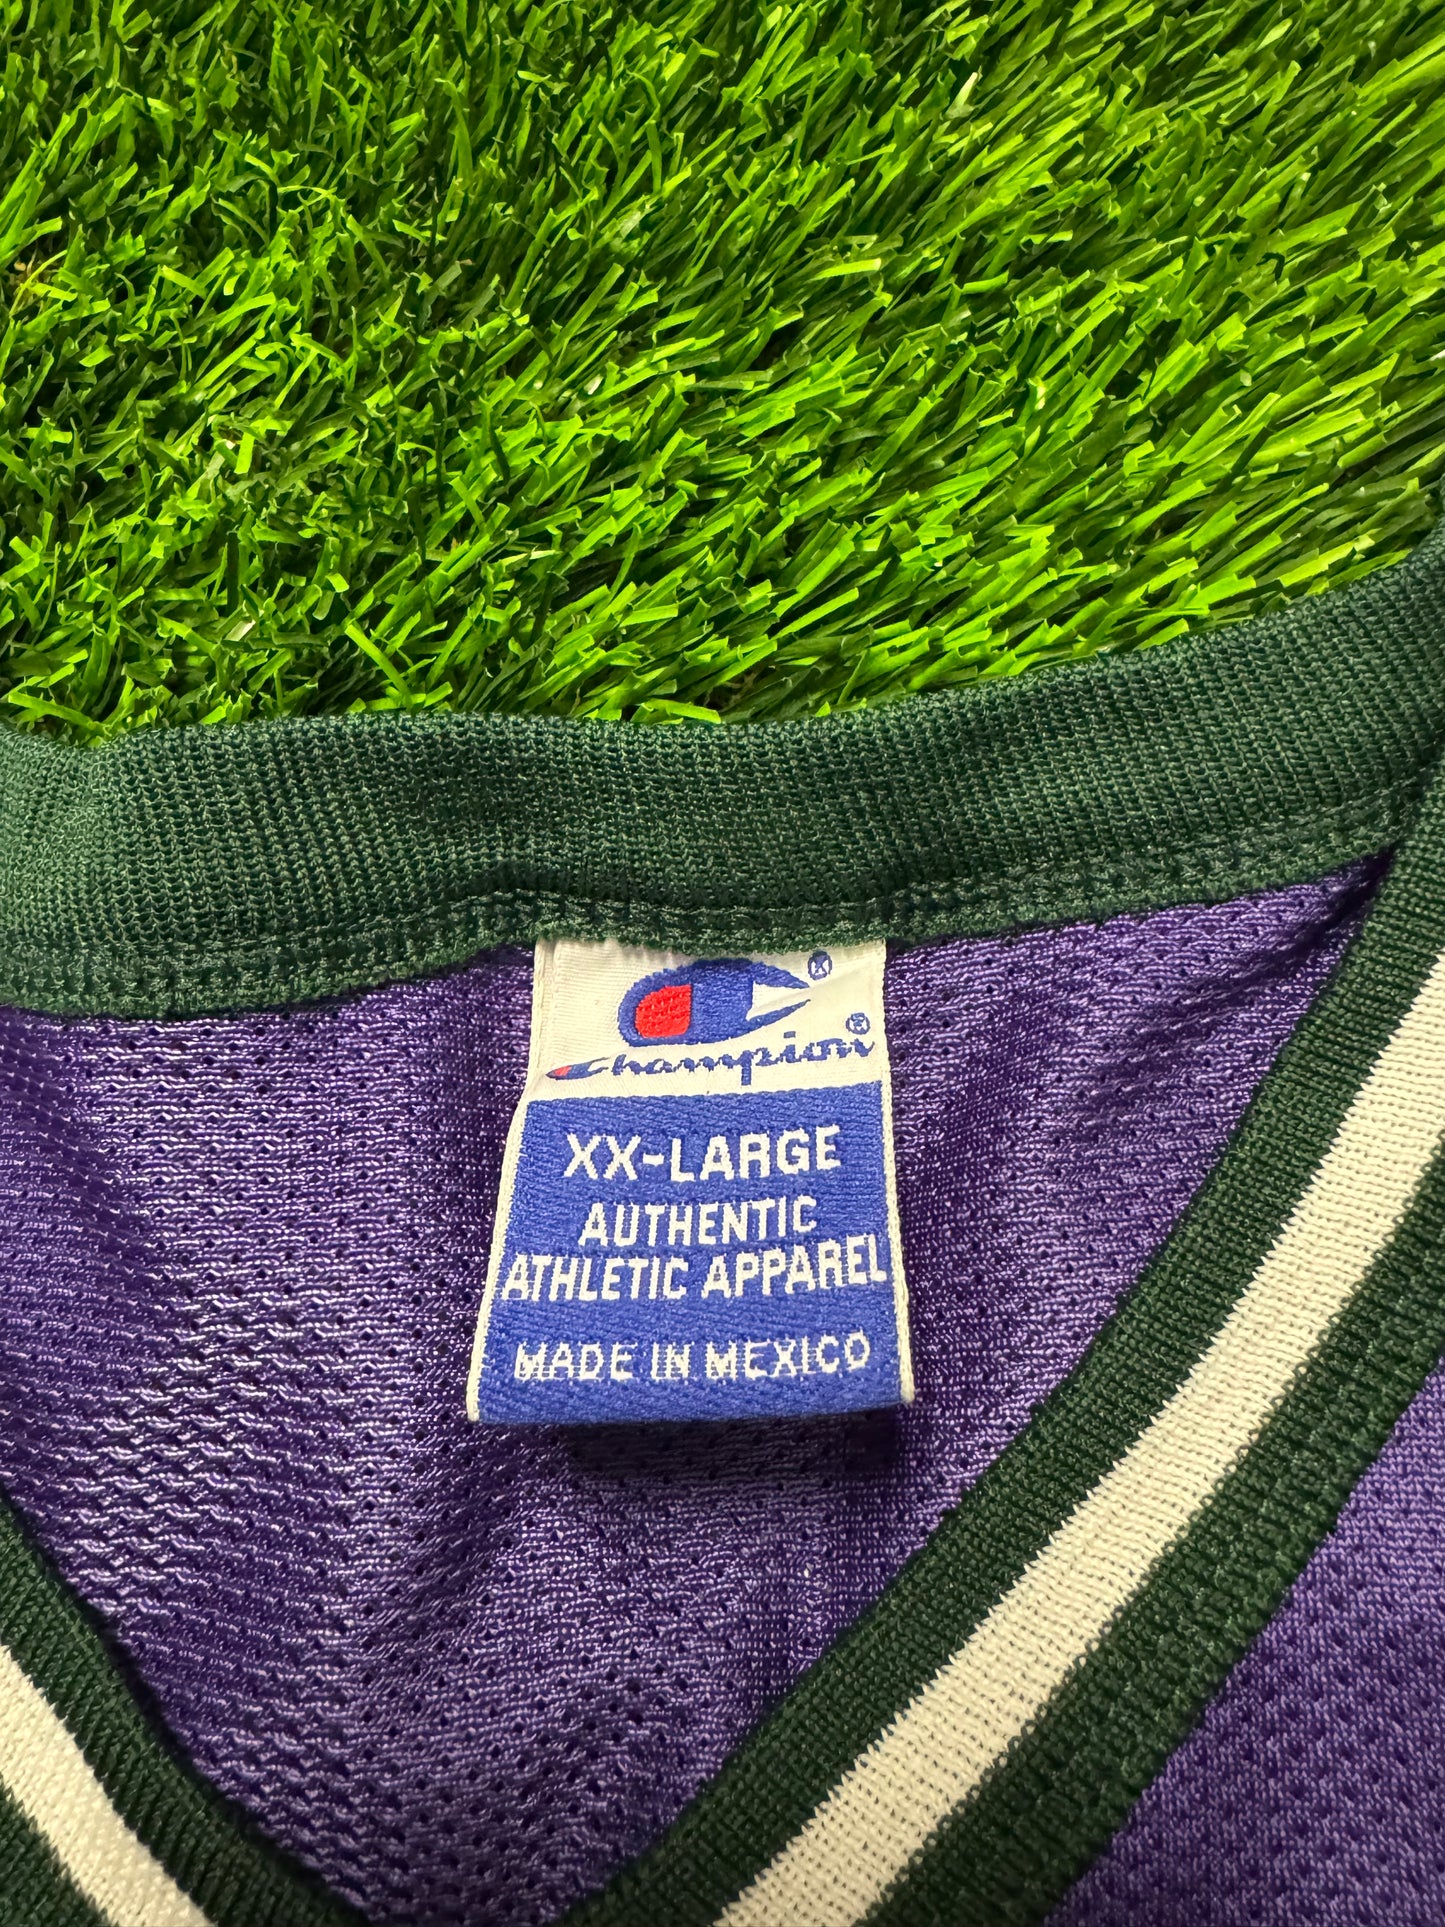 ®
Champion®
XX-LARGE
AUTHENTIC
ATHLETIC APPAREL
MADE IN MEXICO